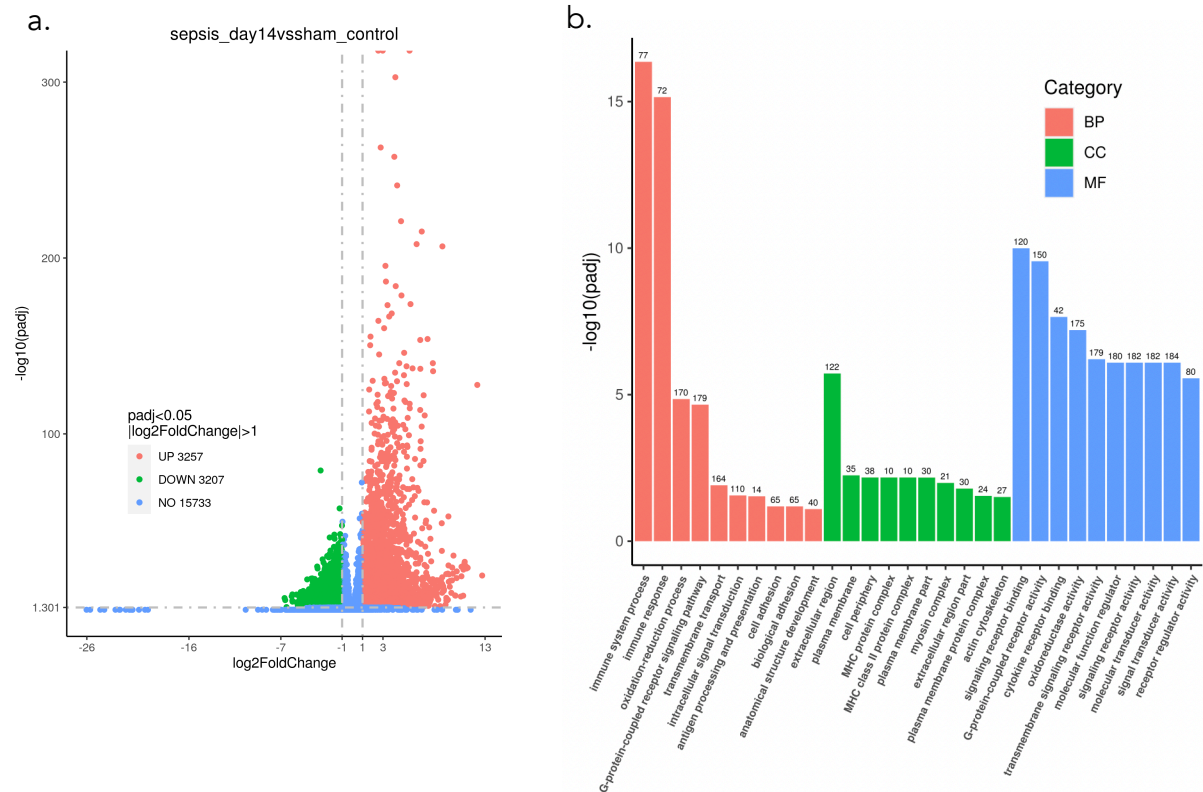 a.
sepsis_day14vssham_control
300
200
100
1.301
-log10(padj)
padj<0.05
|log2FoldChange|>1
UP 3257
DOWN 3207
NO 15733
-26
-16
-7
-1
1
3
13
log2FoldChange
b.
15
10
5
0
-log10(padj)
Category
BP
CC
MF
77
72
170
179
164
110
14
65
65
40
122
35
38
10
10
30
21
30
24
27
120
150
42
175
179
180
182
182
184
80
immune system process
immune response
oxidation-reduction process
G-protein-coupled receptor signaling pathway
transmembrane transport
intracellular signal transduction
antigen processing and presentation
cell adhesion
biological adhesion
anatomical structure development
extracellular region
plasma membrane
cell periphery
MHC protein complex
MHC class II protein complex
plasma membrane part
myosin complex
extracellular region part
plasma membrane protein complex
actin cytoskeleton
signaling receptor binding
G-protein-coupled receptor activity
cytokine receptor binding
oxidoreductase activity
transmembrane signaling receptor activity
molecular function regulator
signaling receptor activity
molecular transducer activity
signal transducer activity
receptor regulator activity